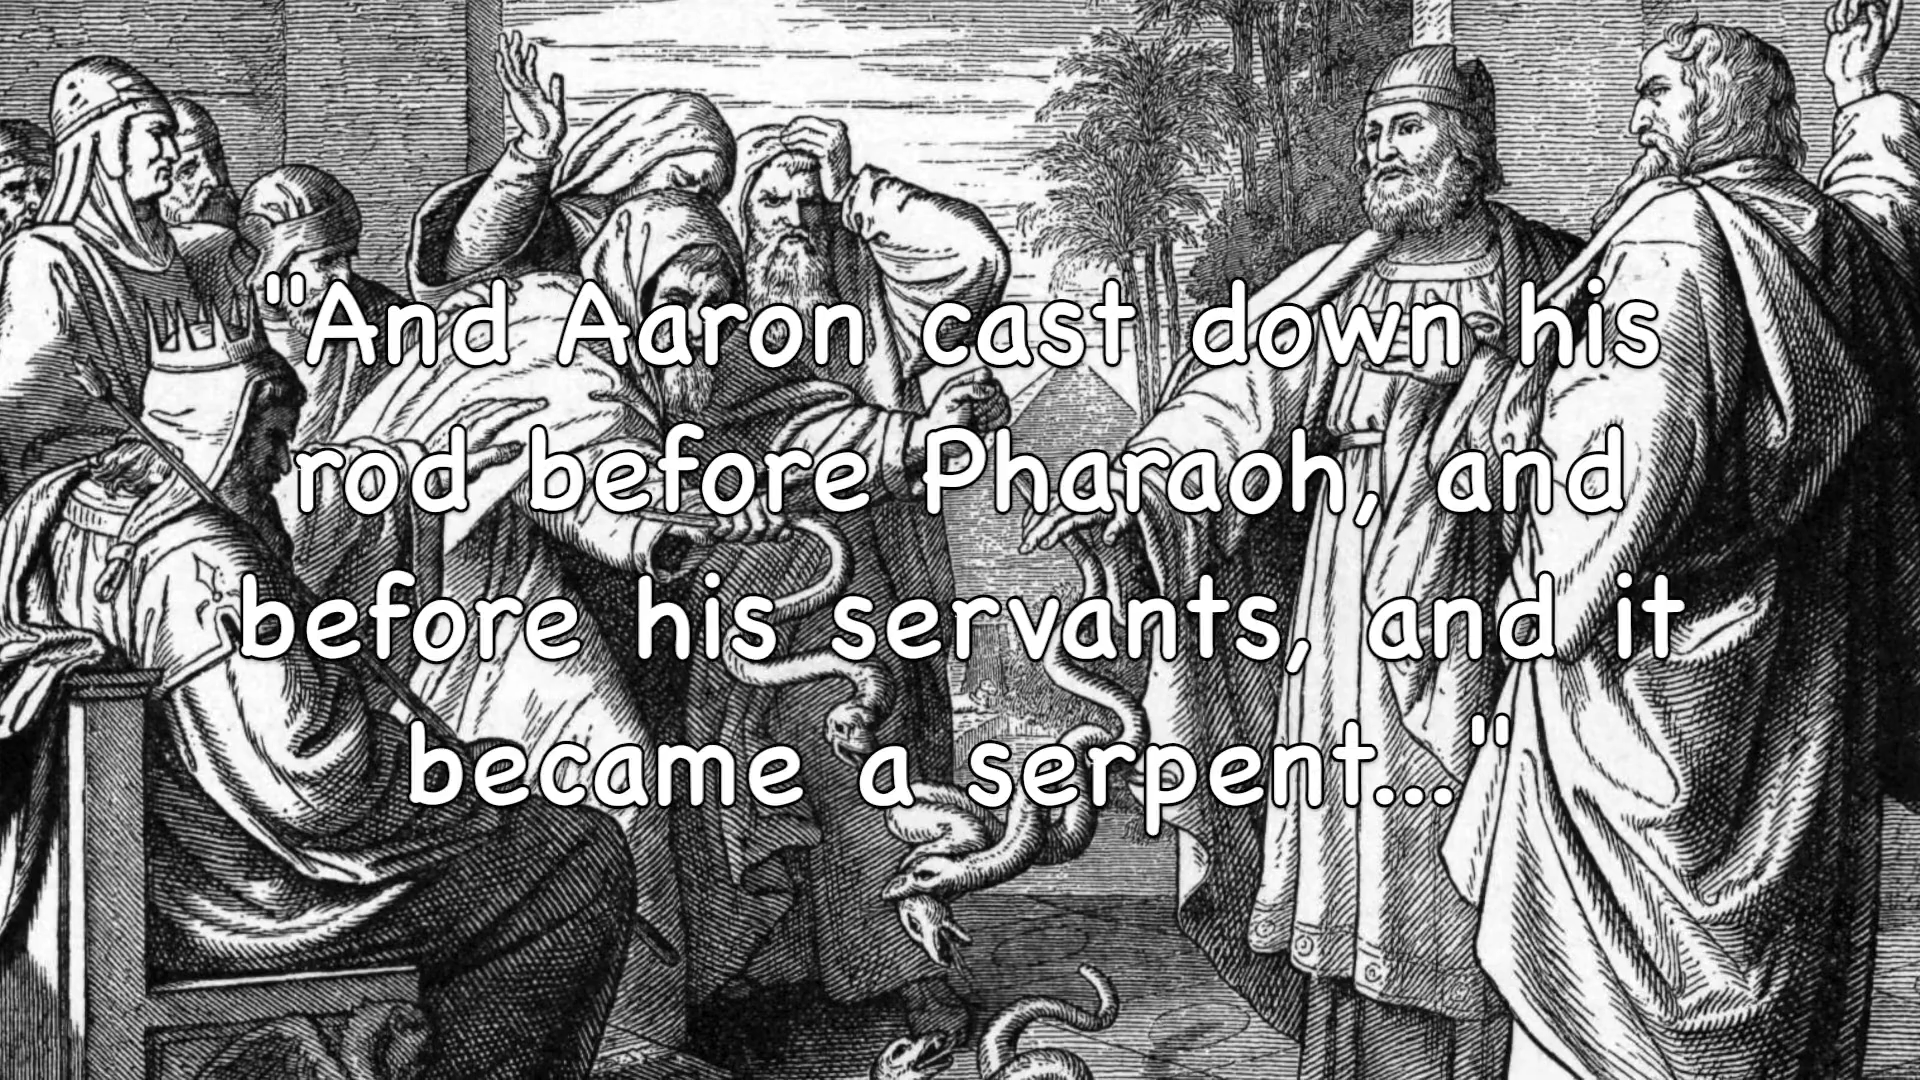 "And Aaron cast down his
rod before Pharaoh, and
before his servants, and it
became a serpent..."